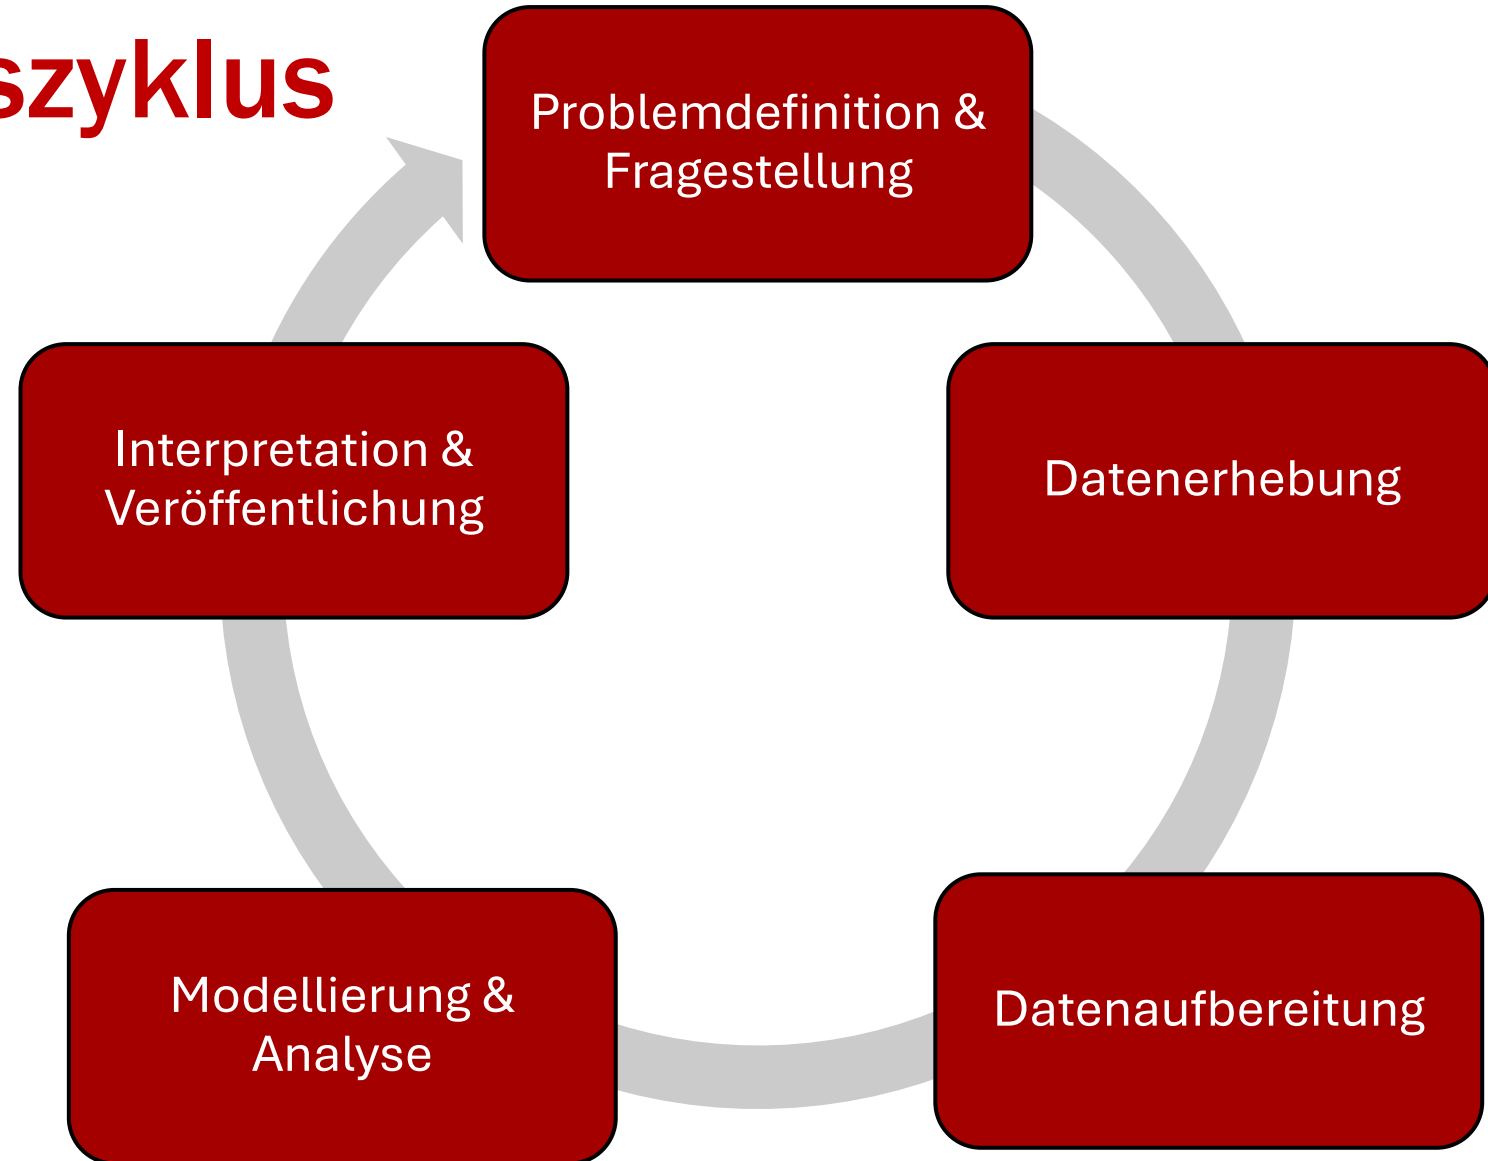 szyklus
Problemdefinition &
Fragestellung
Datenerhebung
Datenaufbereitung
Modellierung &
Analyse
Interpretation &
Veröffentlichung